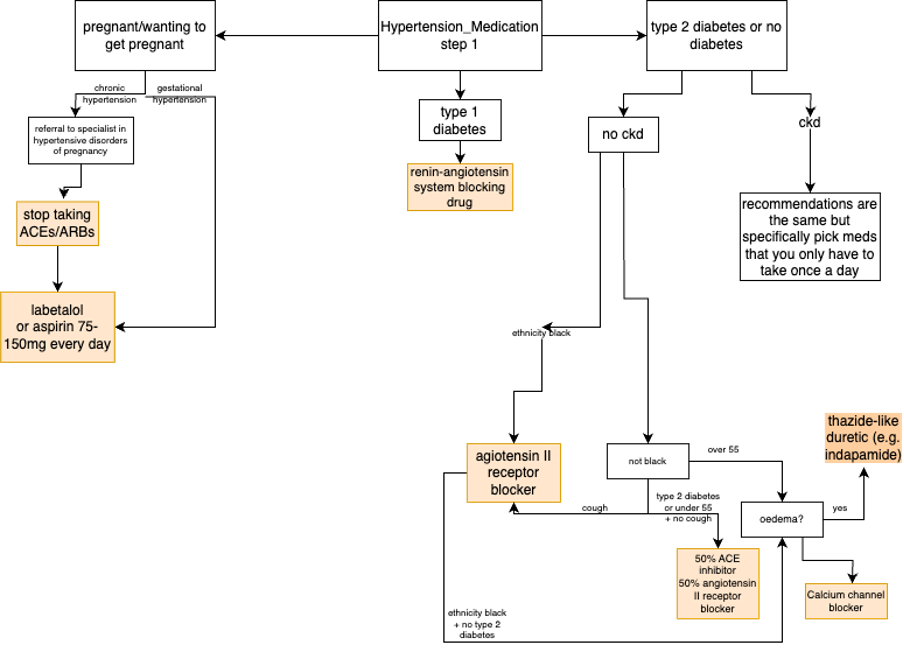 pregnant/wanting to
get pregnant
Hypertension_Medication
step 1
type 2 diabetes or no
diabetes
chronic
hypertension
gestational
hypertension
type 1
diabetes
no ckd
ckd
referral to specialist in
hypertensive disorders
of pregnancy
renin-angiotensin
system blocking
drug
stop taking
ACEs/ARBs
recommendations are
the same but
specifically pick meds
that you only have to
take once a day
labetalol
or aspirin 75-
150mg every day
ethnicity black
agiotensin II
receptor
blocker
not black
over 55
thazide-like
duretic (e.g.
indapamide)
cough
type 2 diabetes
or under 55
+ no cough
oedema?
yes
50% ACE
inhibitor
50% angiotensin
II receptor
blocker
Calcium channel
blocker
ethnicity black
+ no type 2
diabetes